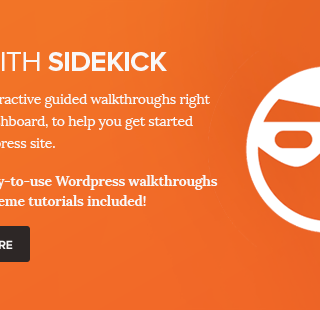 ITH SIDEKICK
ractive guided walkthroughs right
hboard, to help you get started
ress site.
y-to-use Wordpress walkthroughs
eme tutorials included!
RE